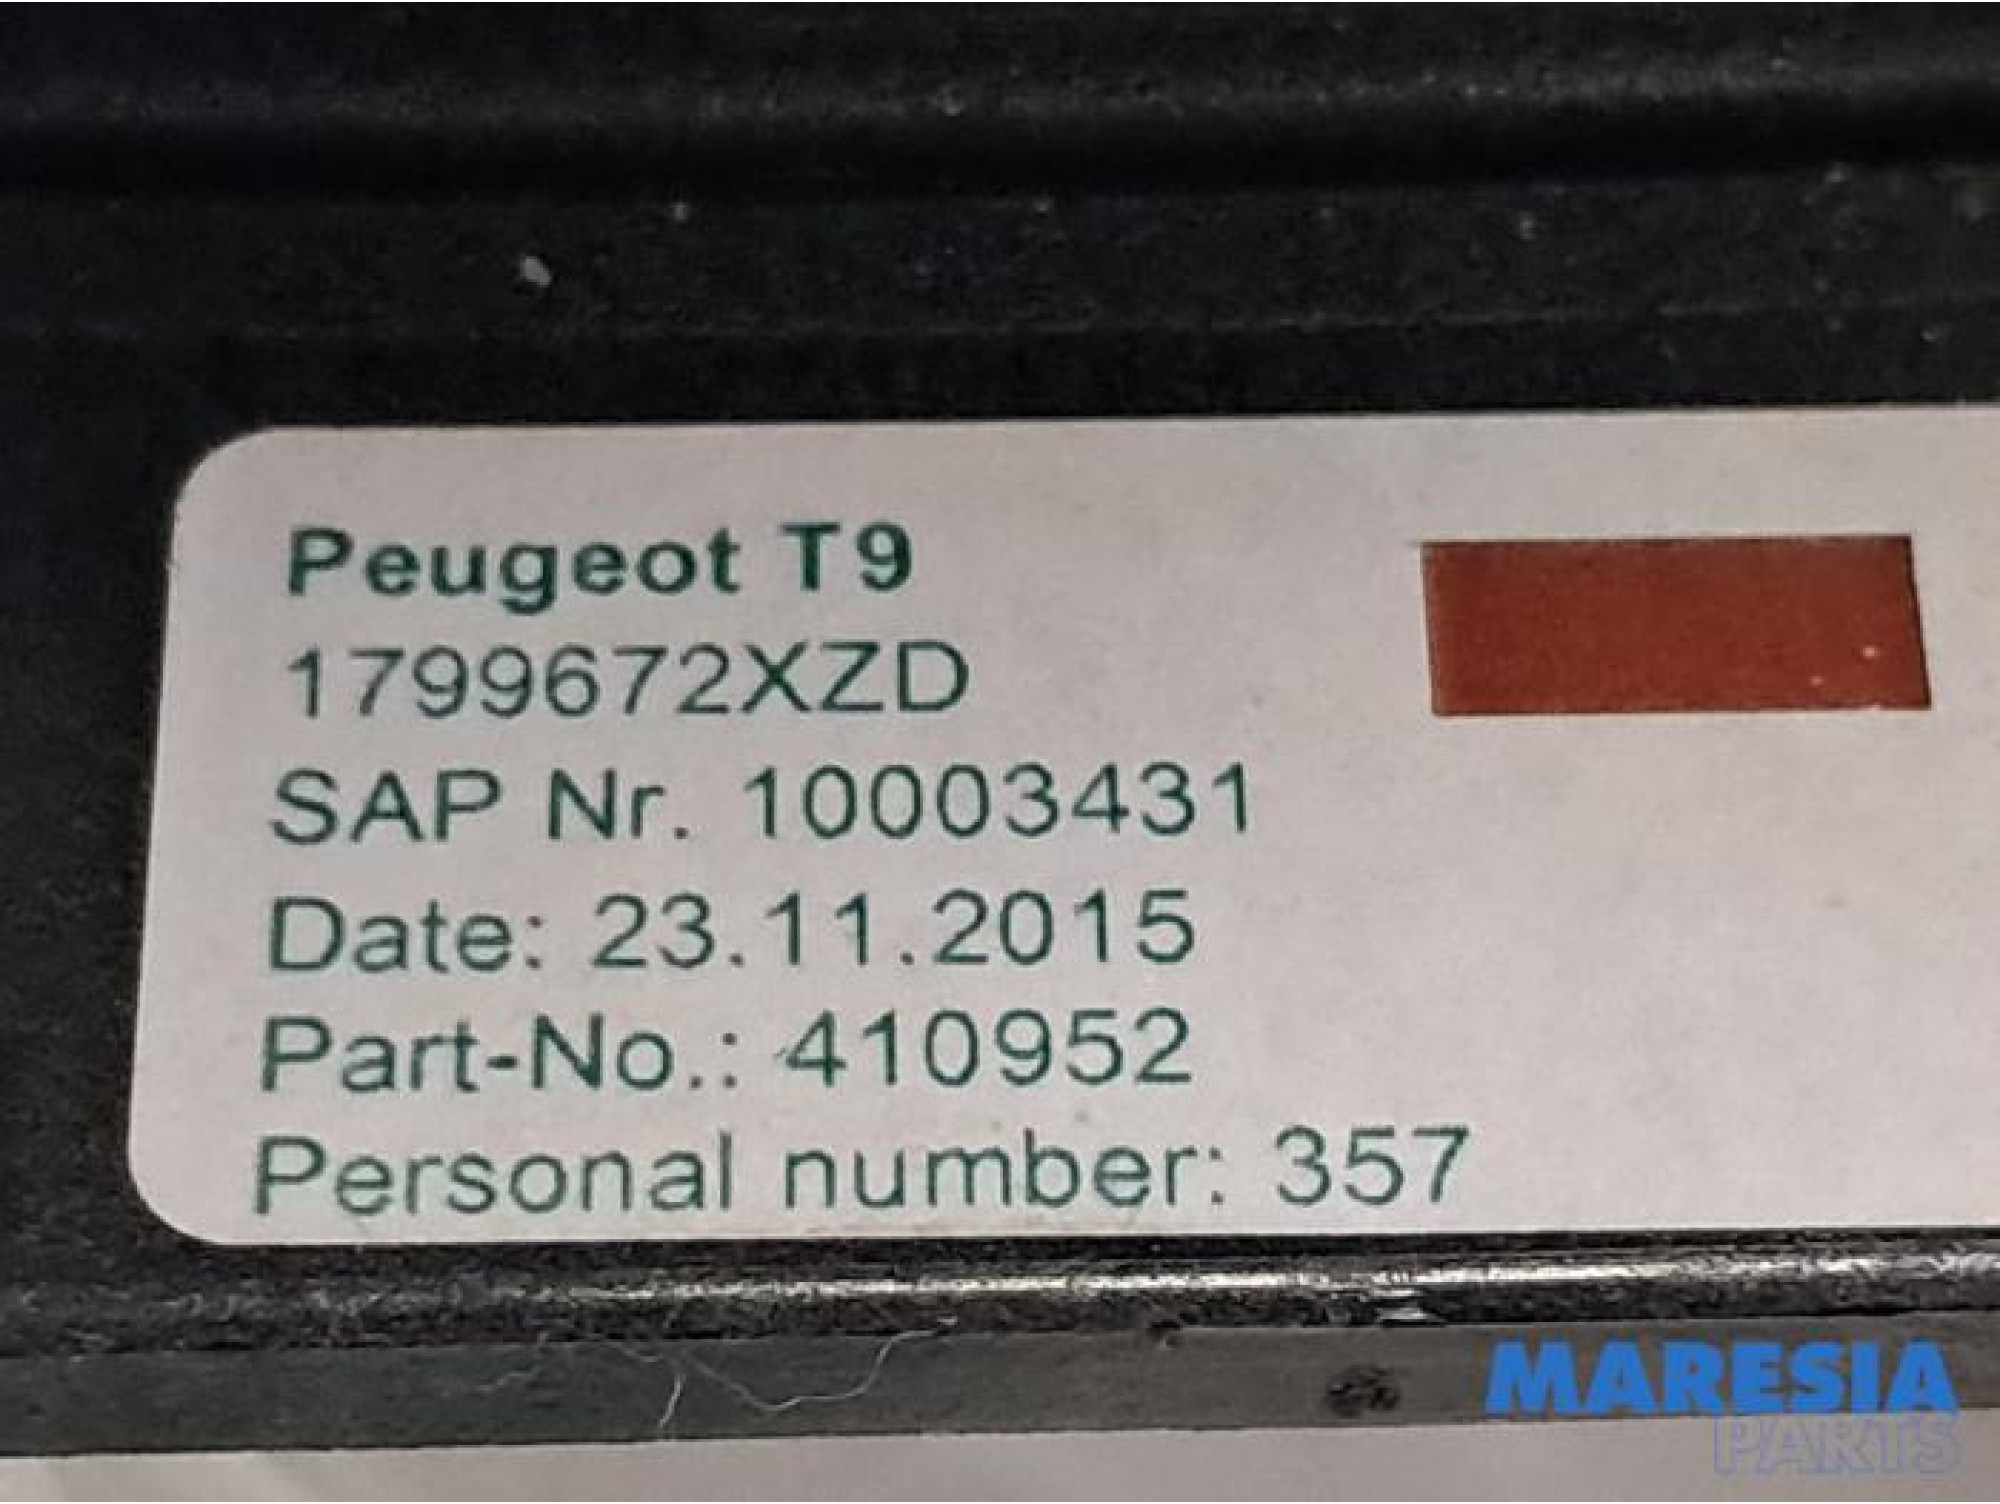 Peugeot T9
1799672XZD
SAP Nr. 10003431
Date: 23.11.2015
Part-No.: 410952
Personal number: 357
MARESIA
PARTS